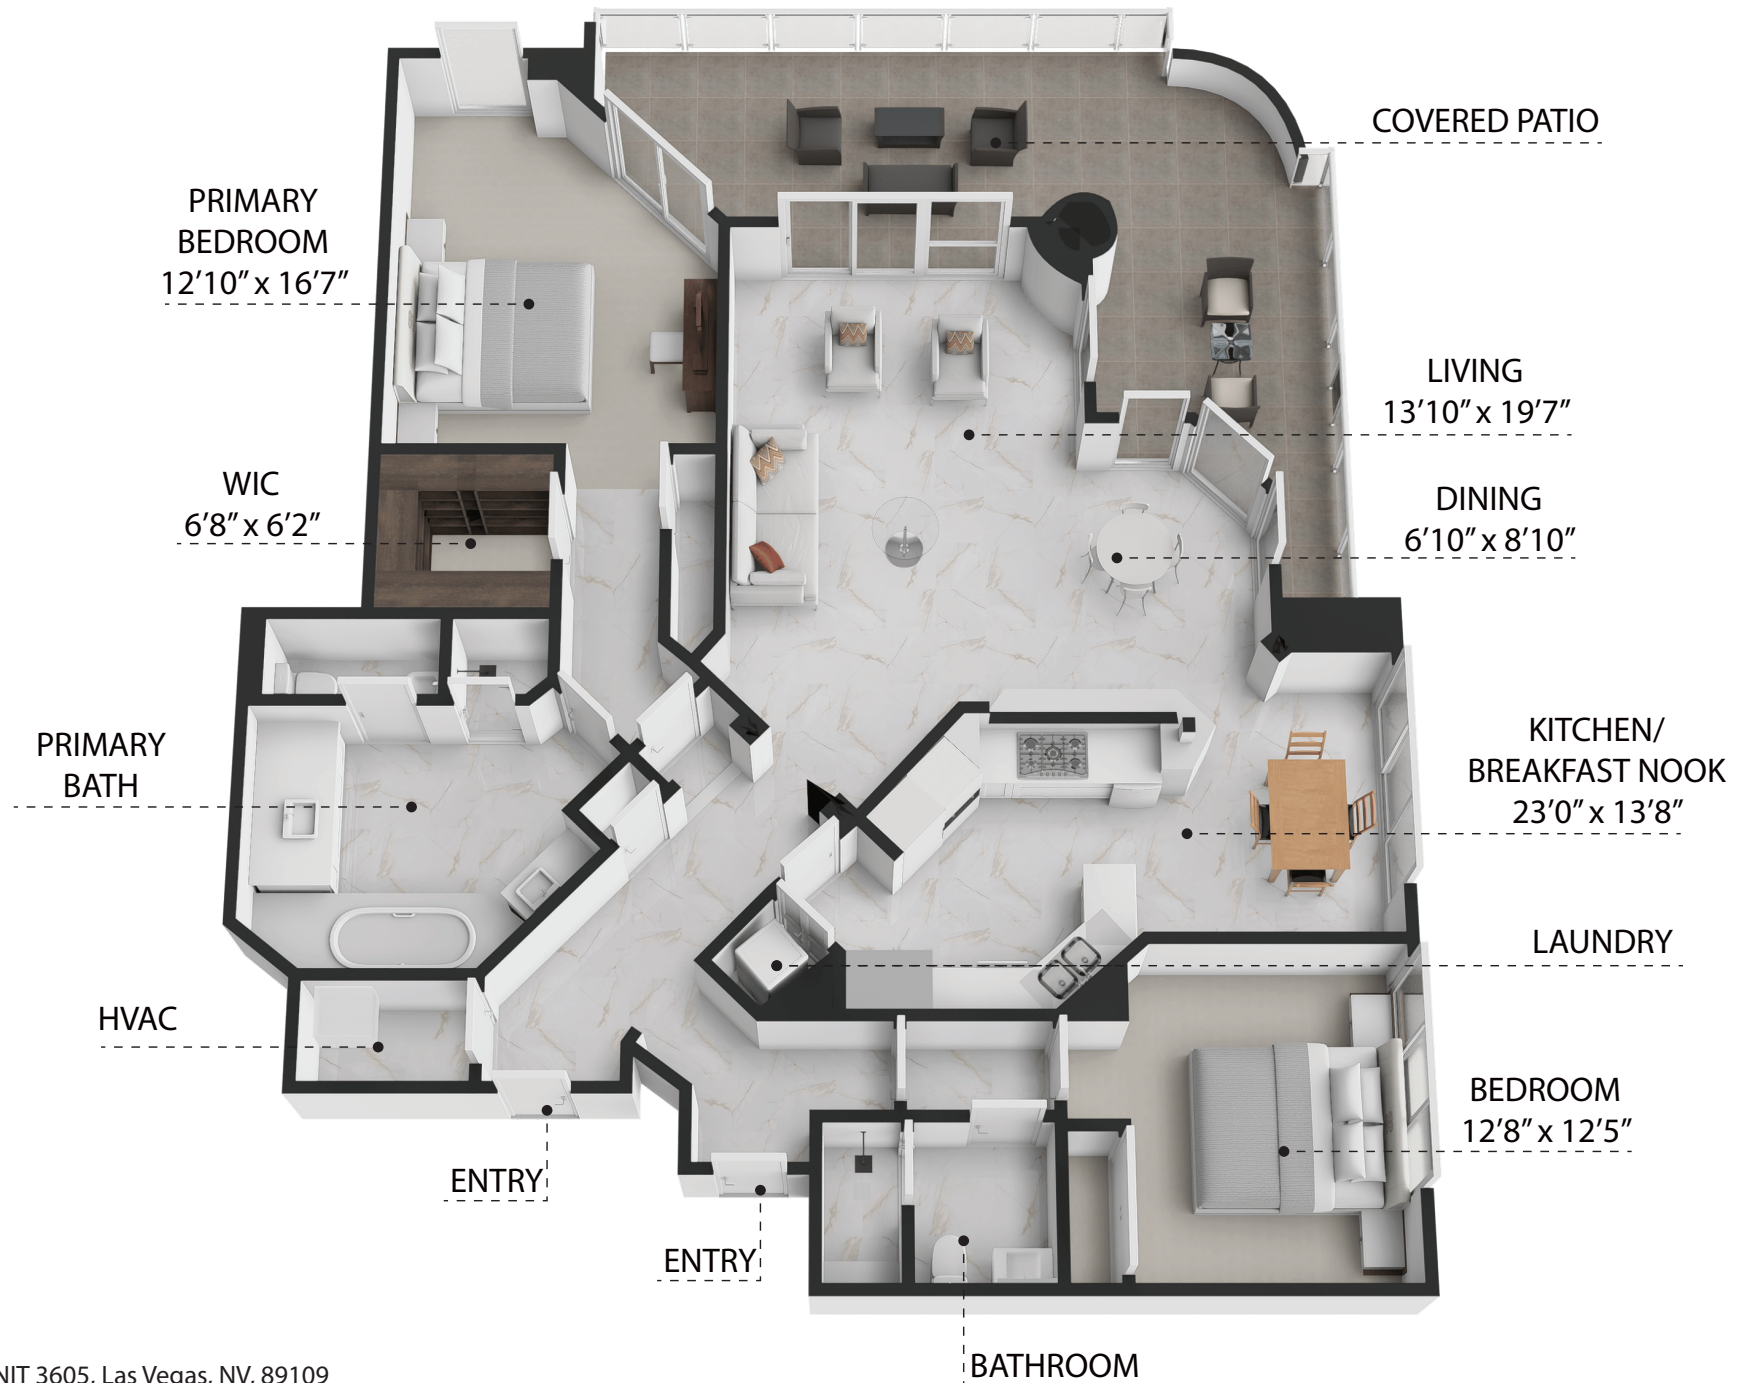 COVERED PATIO
PRIMARY
BEDROOM
12’10” x 16’7”
LIVING
13’10” x 19’7”
WIC
6’8” x 6’2”
DINING
6’10” x 8’10”
PRIMARY
BATH
KITCHEN/
BREAKFAST NOOK
23’0” x 13’8”
LAUNDRY
HVAC
BEDROOM
12’8” x 12’5”
ENTRY
ENTRY
BATHROOM
3605, Las Vegas, NV, 89109